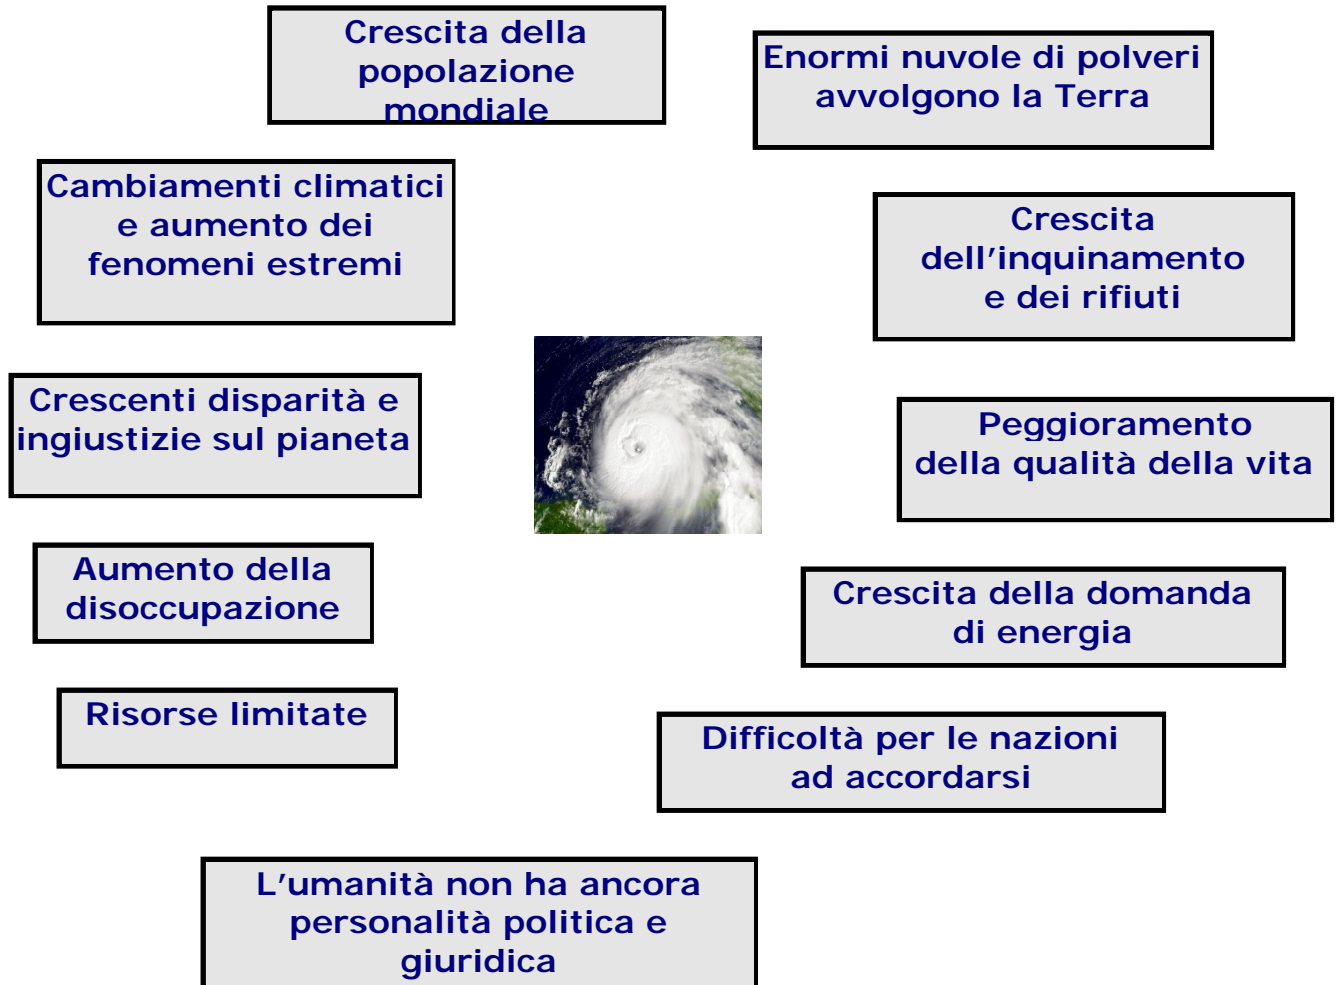 Crescita della
popolazione
mondiale
Enormi nuvole di polveri
avvolgono la Terra
Cambiamenti climatici
e aumento dei
fenomeni estremi
Crescita
dell’inquinamento
e dei rifiuti
Crescenti disparità e
ingiustizie sul pianeta
Peggioramento
della qualità della vita
Aumento della
disoccupazione
Crescita della domanda
di energia
Risorse limitate
Difficoltà per le nazioni
ad accordarsi
L’umanità non ha ancora
personalità politica e
giuridica